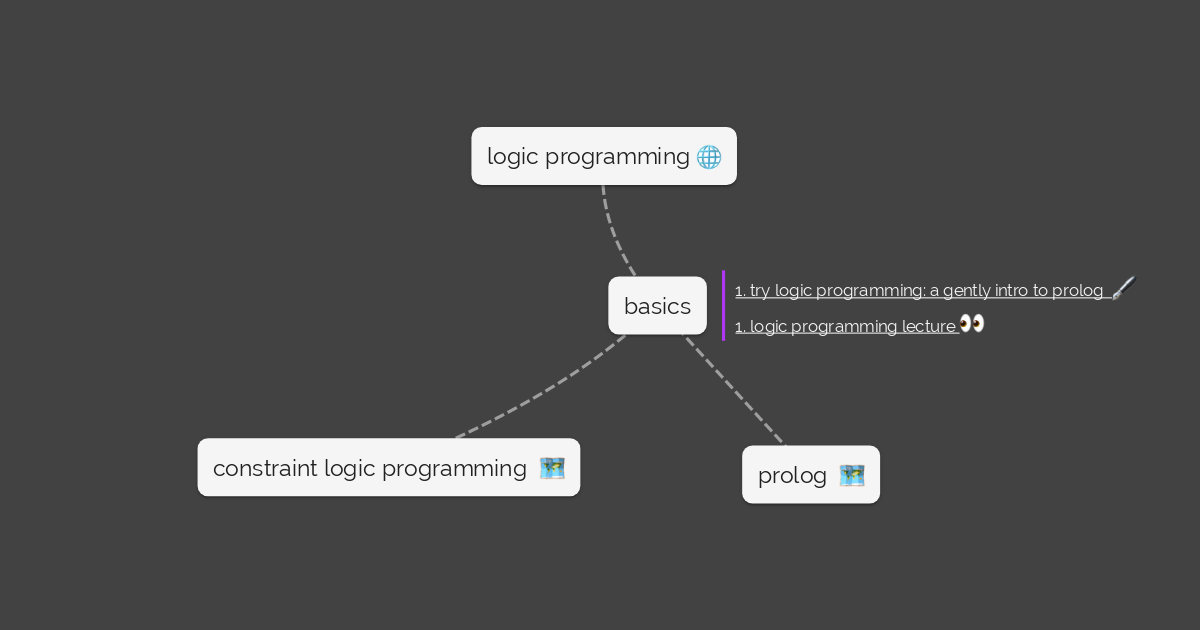 logic programming
basics
1. try logic programming: a gently intro to prolog
1. logic programming lecture
constraint logic programming
prolog